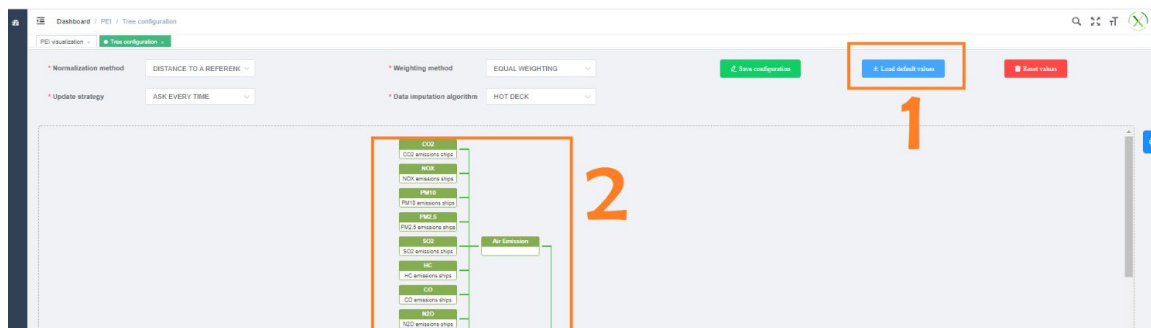 Dashboard / PEI / Tree configuration
PEI visualization
Tree configuration
* Normalization method
DISTANCE TO A REFERENC
* Weighting method
EQUAL WEIGHTING
Save configuration
Load default values
Reset values
* Update strategy
ASK EVERY TIME
* Data imputation algorithm
HOT DECK
1
2
CO2
CO2 emissions ships
NOX
NOX emissions ships
PM10
PM10 emissions ships
PM2.5
PM2.5 emissions ships
SO2
SO2 emissions ships
Air Emission
HC
HC emissions ships
CO
CO emissions ships
N2O
N2O emissions ships